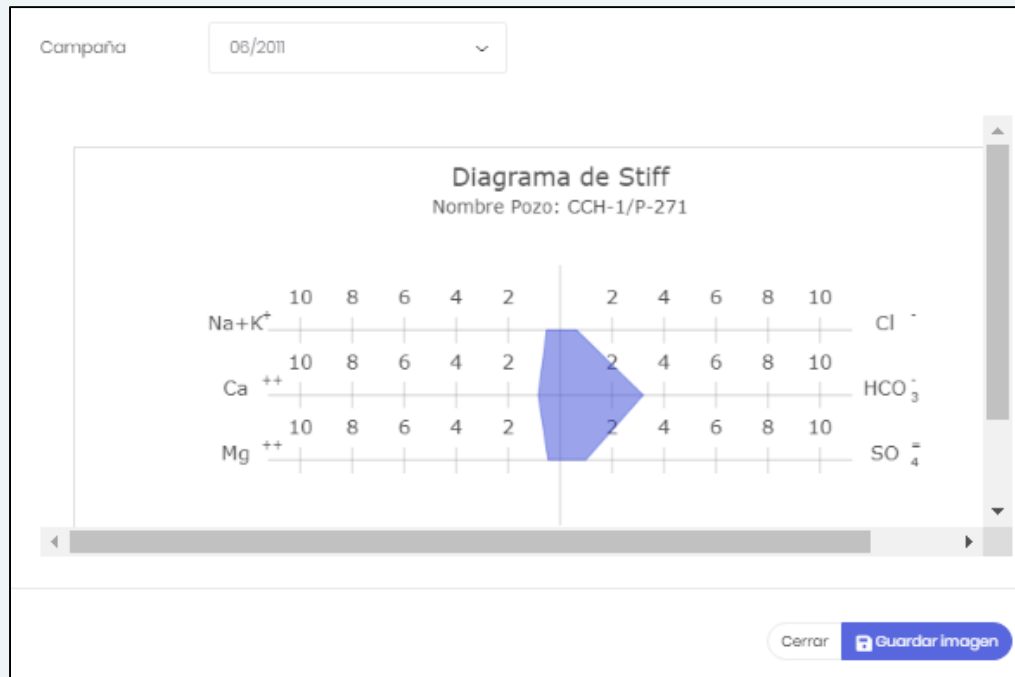 Campaña 06/2011
Diagrama de Stiff
Nombre Pozo: CCH-1/P-271
10 8 6 4 2 2 4 6 8 10
Na+K+ Cl -
10 8 6 4 2 2 4 6 8 10
Ca ++ HCO3-
10 8 6 4 2 2 4 6 8 10
Mg ++ SO4=
Cerrar Guardar imagen